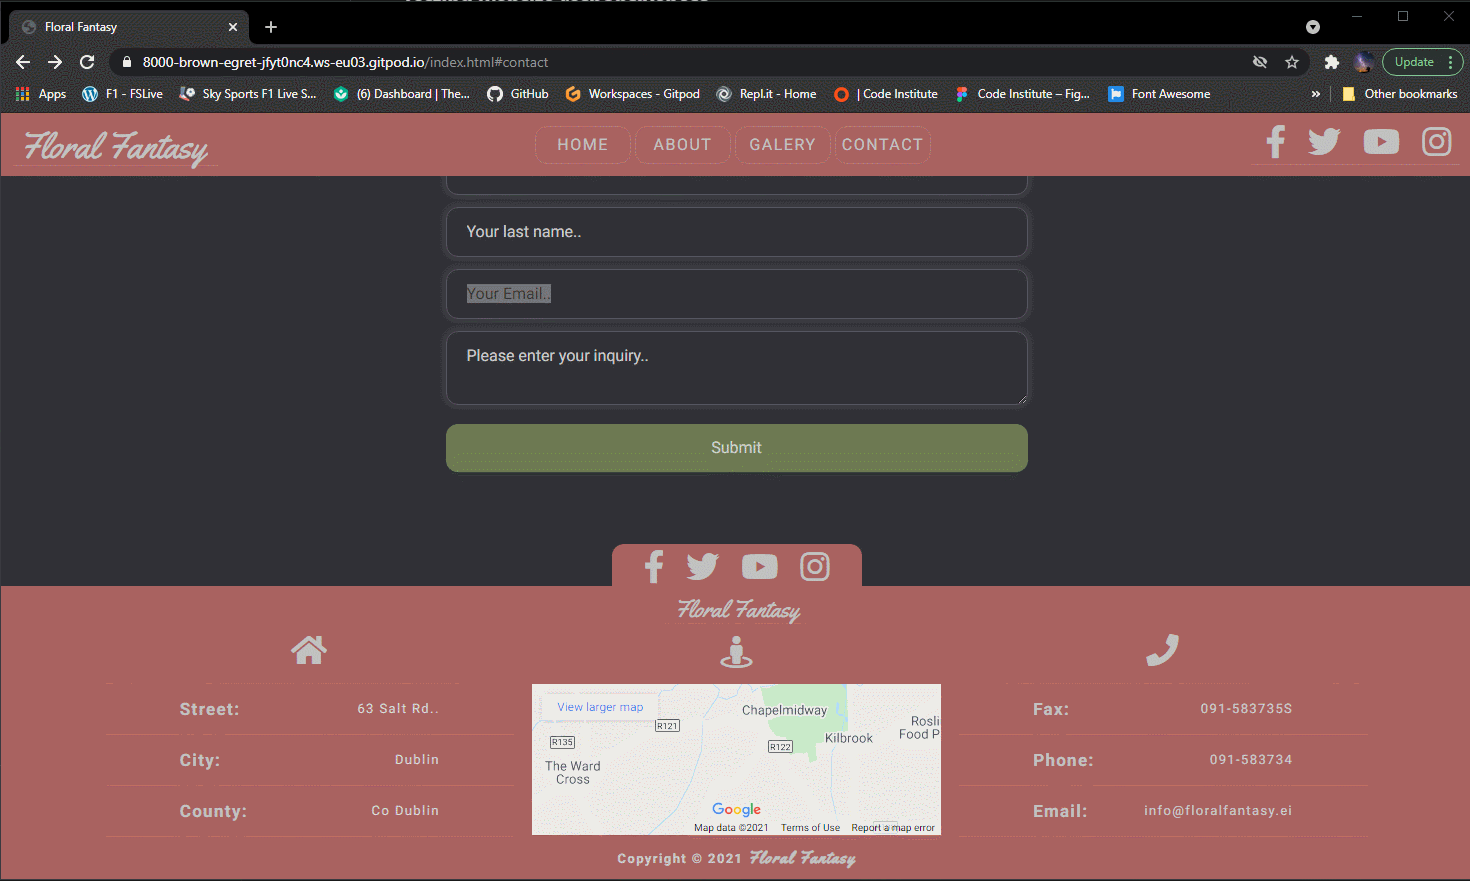 Floral Fantasy
8000-brown-egret-jfyt0nc4.ws-eu03.gitpod.io/index.html#contact
Update
Apps F1 - FSLive Sky Sports F1 Live S... (6) Dashboard | The... GitHub Workspaces - Gitpod Repl.it - Home | Code Institute Code Institute – Fig... Font Awesome » Other bookmarks
Floral Fantasy HOME ABOUT GALERY CONTACT
Your last name..
Your Email..
Please enter your inquiry..
Submit
Floral Fantasy
Street: 63 Salt Rd..
City: Dublin
County: Co Dublin
View larger map
Chapelmidway
R121
Rosli
Food P
R135
R122
Kilbrook
The Ward
Cross
Google
Map data ©2021 Terms of Use Report a map error
Fax: 091-583735S
Phone: 091-583734
Email: info@floralfantasy.ei
Copyright © 2021 Floral Fantasy